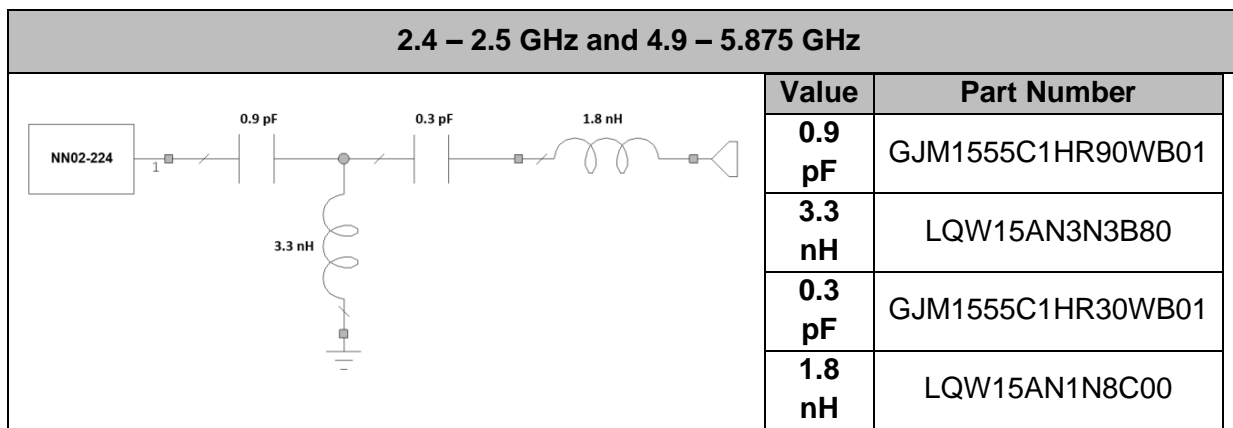 2.4 – 2.5 GHz and 4.9 – 5.875 GHz
Value Part Number
0.9 pF 0.3 pF 1.8 nH
NN02-224
1
3.3 nH
0.9
pF
GJM1555C1HR90WB01
3.3
nH
LQW15AN3N3B80
0.3
pF
GJM1555C1HR30WB01
1.8
nH
LQW15AN1N8C00